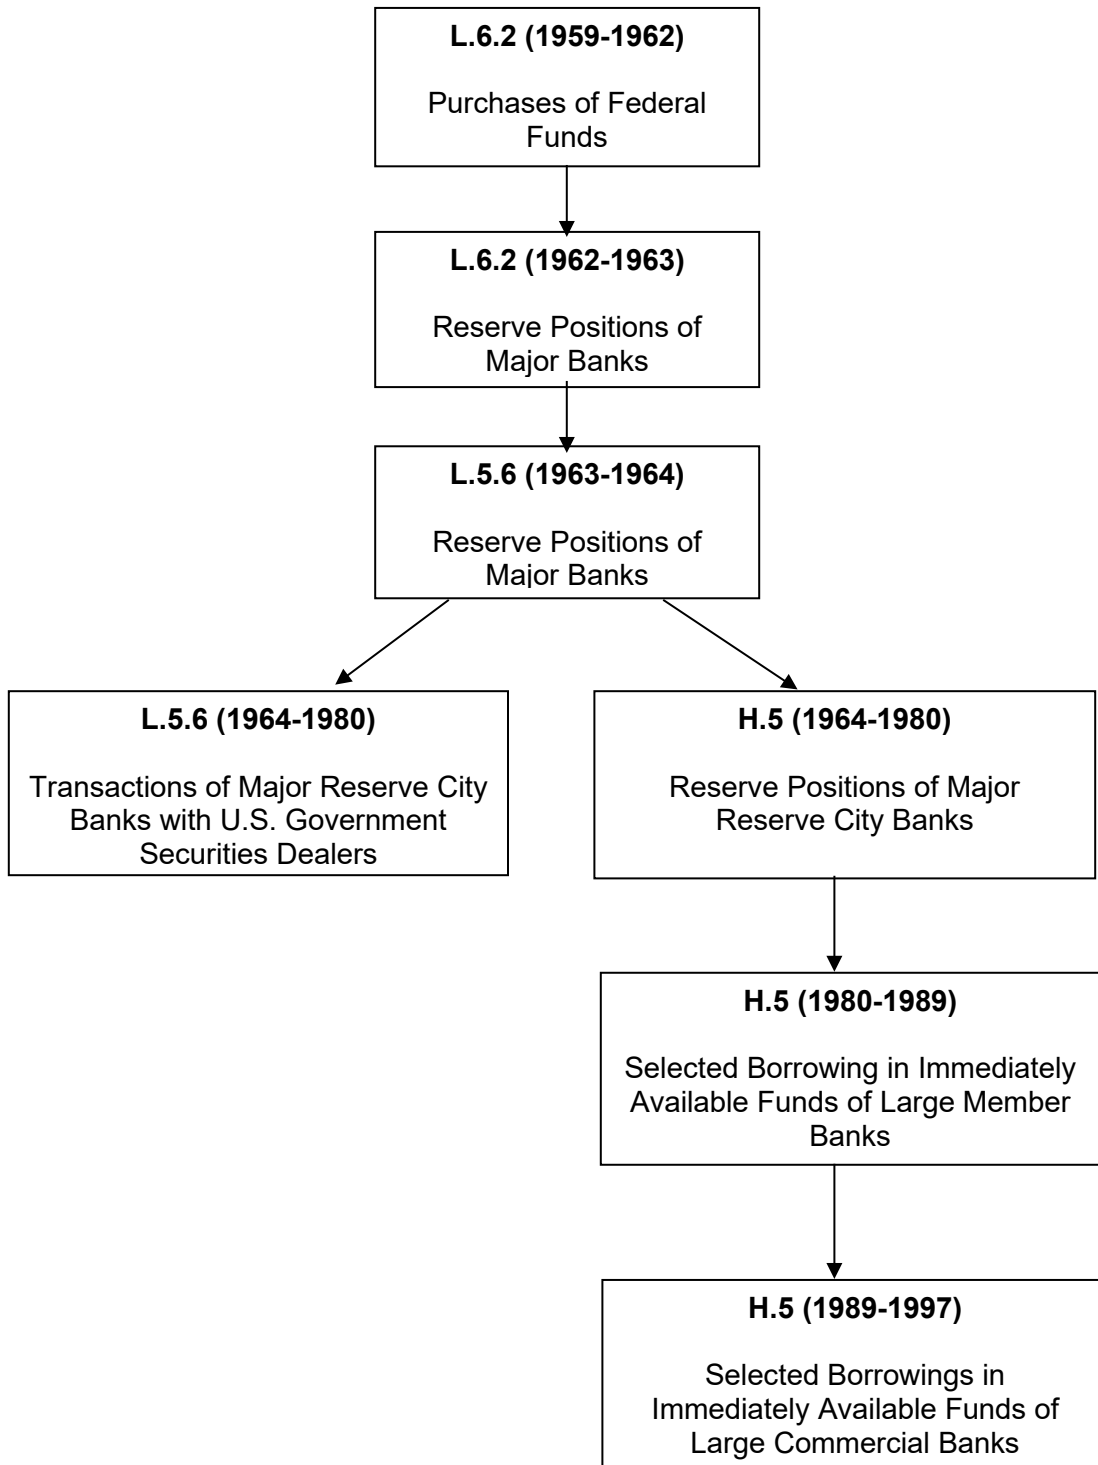 L.6.2 (1959-1962)
Purchases of Federal
Funds
L.6.2 (1962-1963)
Reserve Positions of
Major Banks
L.5.6 (1963-1964)
Reserve Positions of
Major Banks
L.5.6 (1964-1980)
Transactions of Major Reserve City
Banks with U.S. Government
Securities Dealers
H.5 (1964-1980)
Reserve Positions of Major
Reserve City Banks
H.5 (1980-1989)
Selected Borrowing in Immediately
Available Funds of Large Member
Banks
H.5 (1989-1997)
Selected Borrowings in
Immediately Available Funds of
Large Commercial Banks